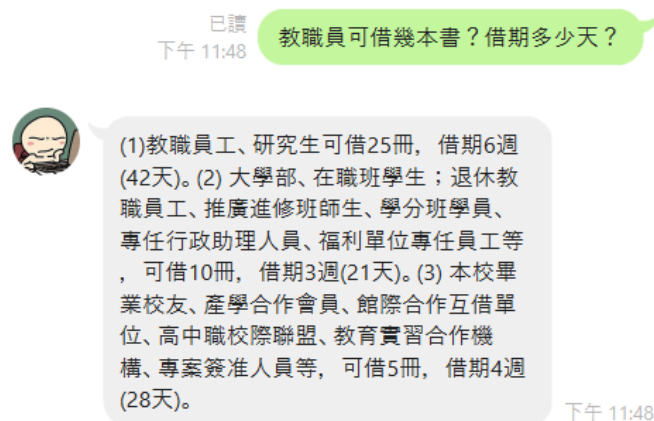 已讀
下午 11:48
教職員可借幾本書？借期多少天？
(1)教職員工、研究生可借25冊，借期6週
(42天)。(2) 大學部、在職班學生；退休教
職員工、推廣進修班師生、學分班學員、
專任行政助理人員、福利單位專任員工等
，可借10冊，借期3週(21天)。(3) 本校畢
業校友、產學合作會員、館際合作互借單
位、高中職校際聯盟、教育實習合作機
構、專案簽准人員等，可借5冊，借期4週
(28天)。
下午 11:48